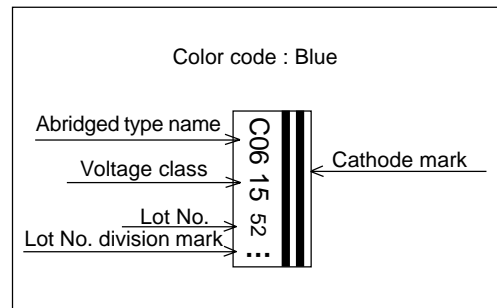 Color code : Blue
Abridged type name
C06 15 52 ...
Voltage class
Cathode mark
Lot No.
Lot No. division mark